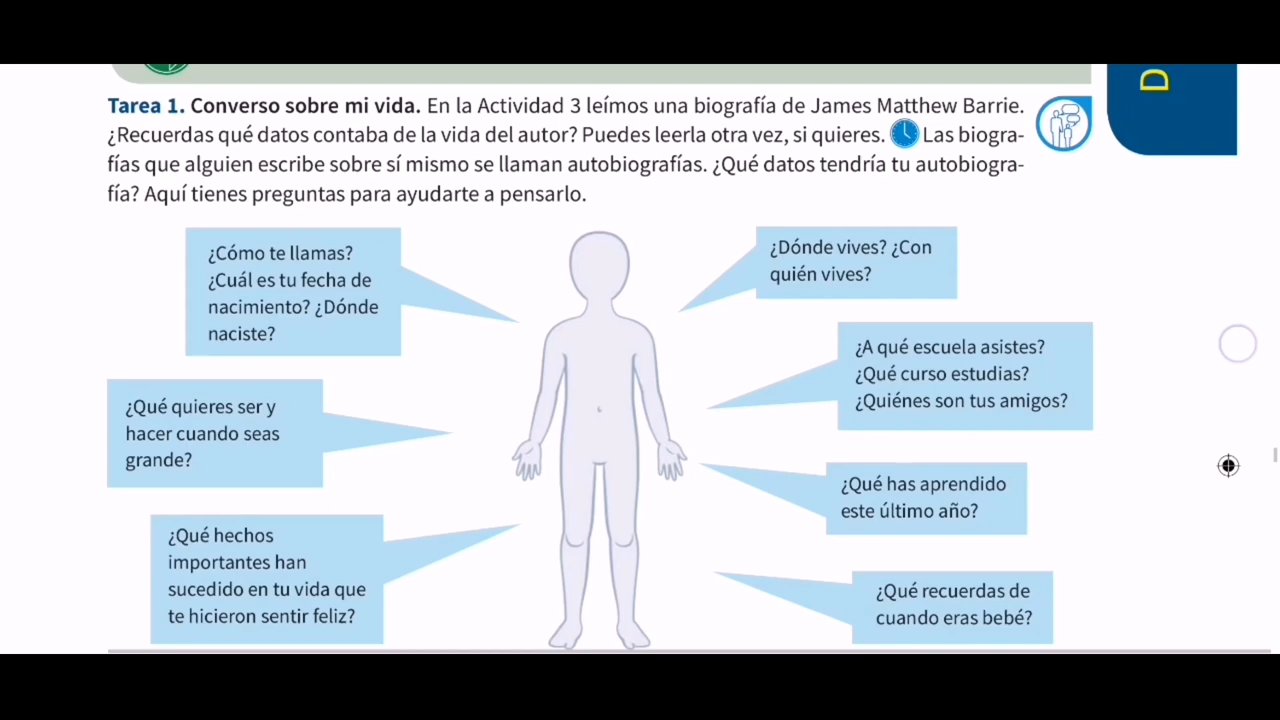 D
Tarea 1. Converso sobre mi vida. En la Actividad 3 leímos una biografía de James Matthew Barrie.
¿Recuerdas qué datos contaba de la vida del autor? Puedes leerla otra vez, si quieres. Las biogra-
fías que alguien escribe sobre sí mismo se llaman autobiografías. ¿Qué datos tendría tu autobiogra-
fía? Aquí tienes preguntas para ayudarte a pensarlo.
¿Cómo te llamas?
¿Cuál es tu fecha de
nacimiento? ¿Dónde
naciste?
¿Dónde vives? ¿Con
quién vives?
¿A qué escuela asistes?
¿Qué curso estudias?
¿Quiénes son tus amigos?
¿Qué quieres ser y
hacer cuando seas
grande?
¿Qué has aprendido
este último año?
¿Qué hechos
importantes han
sucedido en tu vida que
te hicieron sentir feliz?
¿Qué recuerdas de
cuando eras bebé?